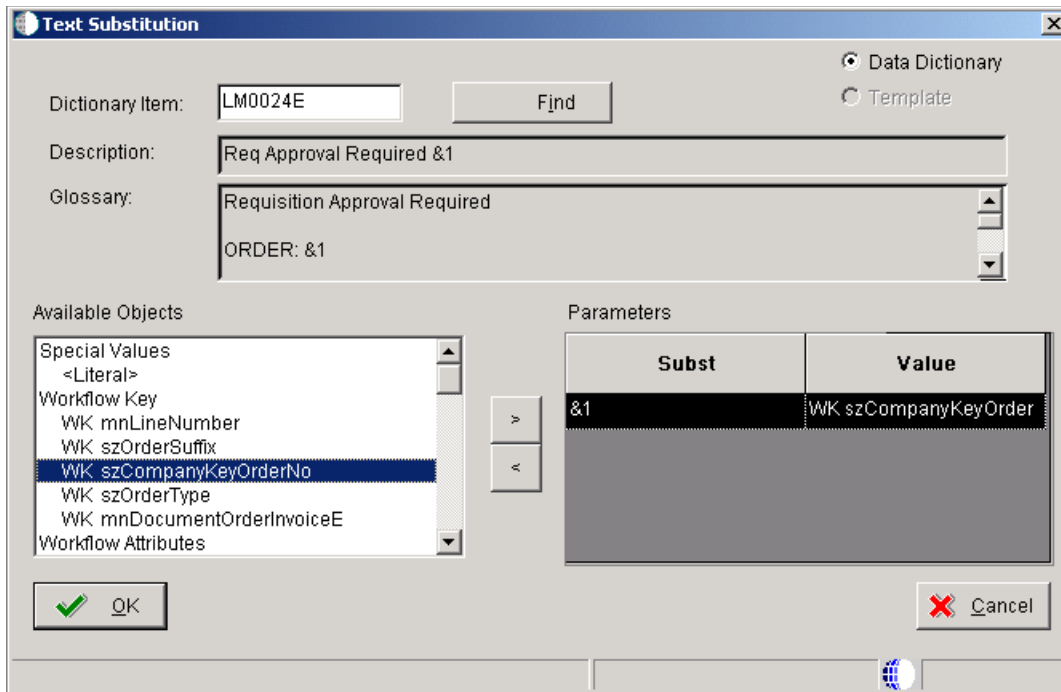 Text Substitution
Data Dictionary
Template
Dictionary Item:
LM0024E
Find
Description:
Req Approval Required &1
Glossary:
Requisition Approval Required
ORDER: &1
Available Objects
Special Values
<Literal>
Workflow Key
WK mnLineNumber
WK szOrderSuffix
WK szCompanyKeyOrderNo
WK szOrderType
WK mnDocumentOrderInvoiceE
Workflow Attributes
>
<
Parameters
Subst Value
&1 WK szCompanyKeyOrder
OK
Cancel